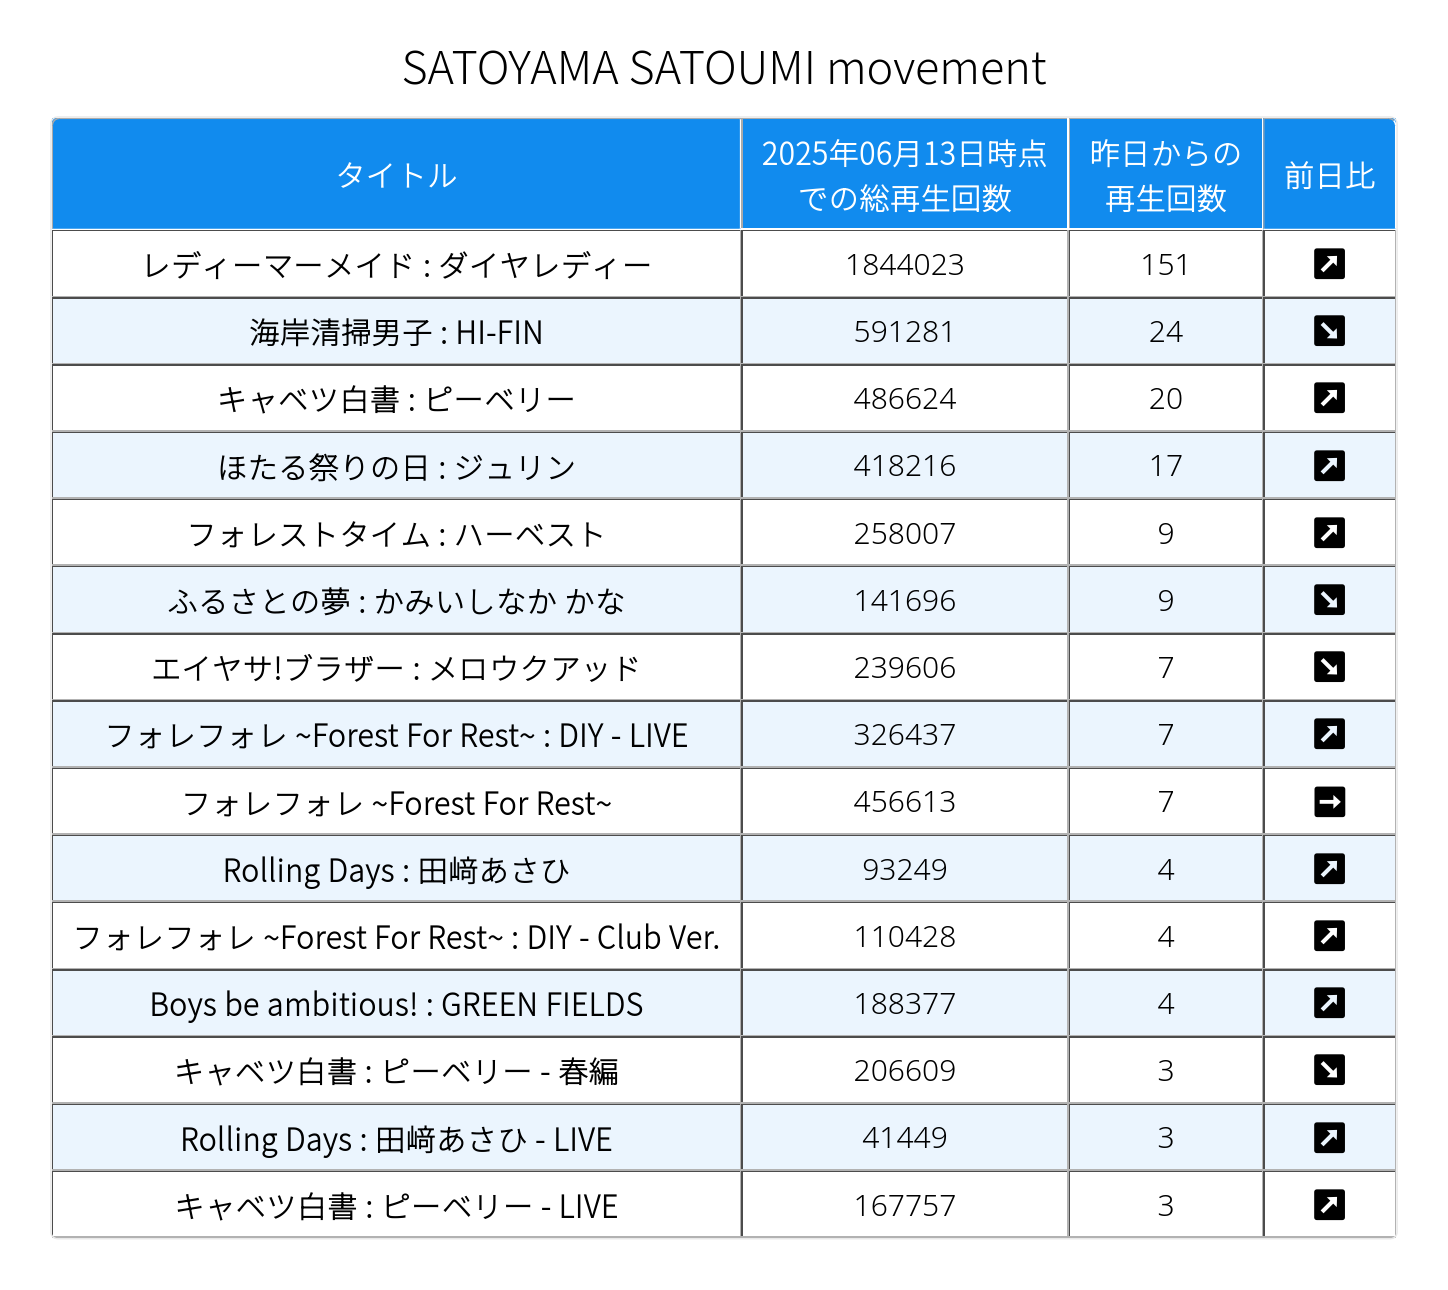 SATOYAMA SATOUMI movement
タイトル 2025年06月13日時点での総再生回数 昨日からの再生回数 前日比
レディーマーメイド : ダイヤレディー 1844023 151 ↗
海岸清掃男子 : HI-FIN 591281 24 ↘
キャベツ白書 : ピーベリー 486624 20 ↗
ほたる祭りの日 : ジュリン 418216 17 ↗
フォレストタイム : ハーベスト 258007 9 ↗
ふるさとの夢 : かみいしなか かな 141696 9 ↘
エイヤサ!ブラザー : メロウクアッド 239606 7 ↘
フォレフォレ ~Forest For Rest~ : DIY - LIVE 326437 7 ↗
フォレフォレ ~Forest For Rest~ 456613 7 →
Rolling Days : 田﨑あさひ 93249 4 ↗
フォレフォレ ~Forest For Rest~ : DIY - Club Ver. 110428 4 ↗
Boys be ambitious! : GREEN FIELDS 188377 4 ↗
キャベツ白書 : ピーベリー - 春編 206609 3 ↘
Rolling Days : 田﨑あさひ - LIVE 41449 3 ↗
キャベツ白書 : ピーベリー - LIVE 167757 3 ↗